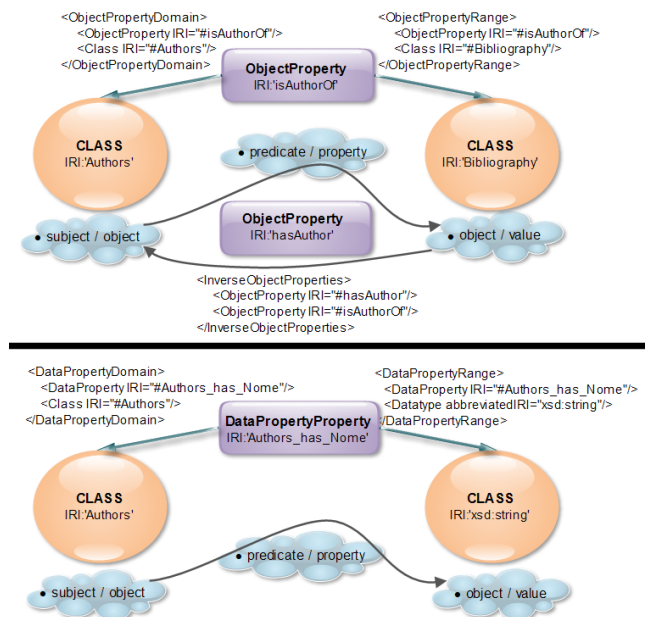 <ObjectPropertyDomain>
<ObjectProperty IRI="#isAuthorOf"/>
<Class IRI="#Authors"/>
</ObjectPropertyDomain>
<ObjectPropertyRange>
<ObjectProperty IRI="#isAuthorOf"/>
<Class IRI="#Bibliography"/>
</ObjectPropertyRange>
ObjectProperty
IRI:'isAuthorOf'
CLASS
IRI:'Authors'
• predicate / property
CLASS
IRI:'Bibliography'
• subject / object
ObjectProperty
IRI:'hasAuthor'
• object / value
<InverseObjectProperties>
<ObjectProperty IRI="#hasAuthor"/>
<ObjectProperty IRI="#isAuthorOf"/>
</InverseObjectProperties>
<DataPropertyDomain>
<DataProperty IRI="#Authors_has_Nome"/>
<Class IRI="#Authors"/>
</DataPropertyDomain>
<DataPropertyRange>
<DataProperty IRI="#Authors_has_Nome"/>
<Datatype abbreviatedIRI="xsd:string"/>
</DataPropertyRange>
DataPropertyProperty
IRI:'Authors_has_Nome'
CLASS
IRI:'Authors'
CLASS
IRI:'xsd:string'
• predicate / property
• subject / object
• object / value